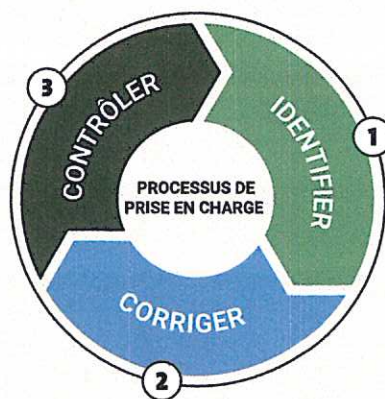 PROCESSUS DE
PRISE EN CHARGE
1
IDENTIFIER
2
CORRIGER
3
CONTRÔLER